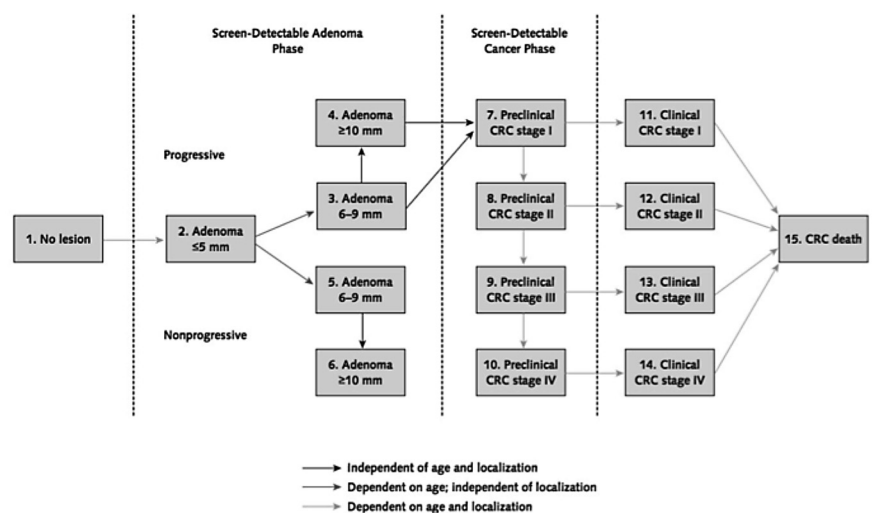 Screen-Detectable Adenoma
Phase
Screen-Detectable
Cancer Phase
Progressive
Nonprogressive
1. No lesion
2. Adenoma
≤5 mm
3. Adenoma
6–9 mm
4. Adenoma
≥10 mm
5. Adenoma
6–9 mm
6. Adenoma
≥10 mm
7. Preclinical
CRC stage I
8. Preclinical
CRC stage II
9. Preclinical
CRC stage III
10. Preclinical
CRC stage IV
11. Clinical
CRC stage I
12. Clinical
CRC stage II
13. Clinical
CRC stage III
14. Clinical
CRC stage IV
15. CRC death
Independent of age and localization
Dependent on age; independent of localization
Dependent on age and localization